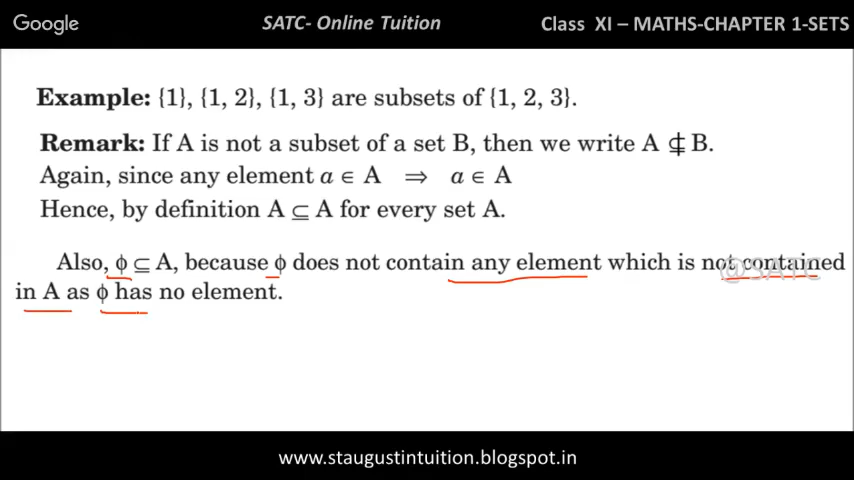 Google
SATC- Online Tuition
Class XI – MATHS-CHAPTER 1-SETS
Example: {1}, {1, 2}, {1, 3} are subsets of {1, 2, 3}.
Remark: If A is not a subset of a set B, then we write A ⊈ B.
Again, since any element a ∈ A ⇒ a ∈ A
Hence, by definition A ⊆ A for every set A.
Also, ϕ ⊆ A, because ϕ does not contain any element which is not contained
in A as ϕ has no element.
@SATC
www.staugustintuition.blogspot.in